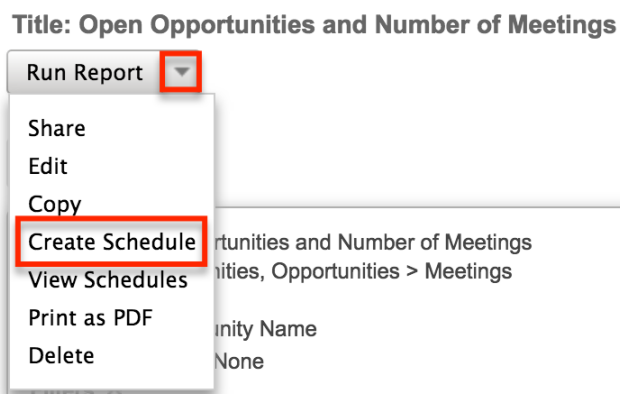 Title: Open Opportunities and Number of Meetings
Run Report
Share
Edit
Copy
Create Schedule
rtunities and Number of Meetings
View Schedules
nities, Opportunities > Meetings
Print as PDF
unity Name
Delete
None